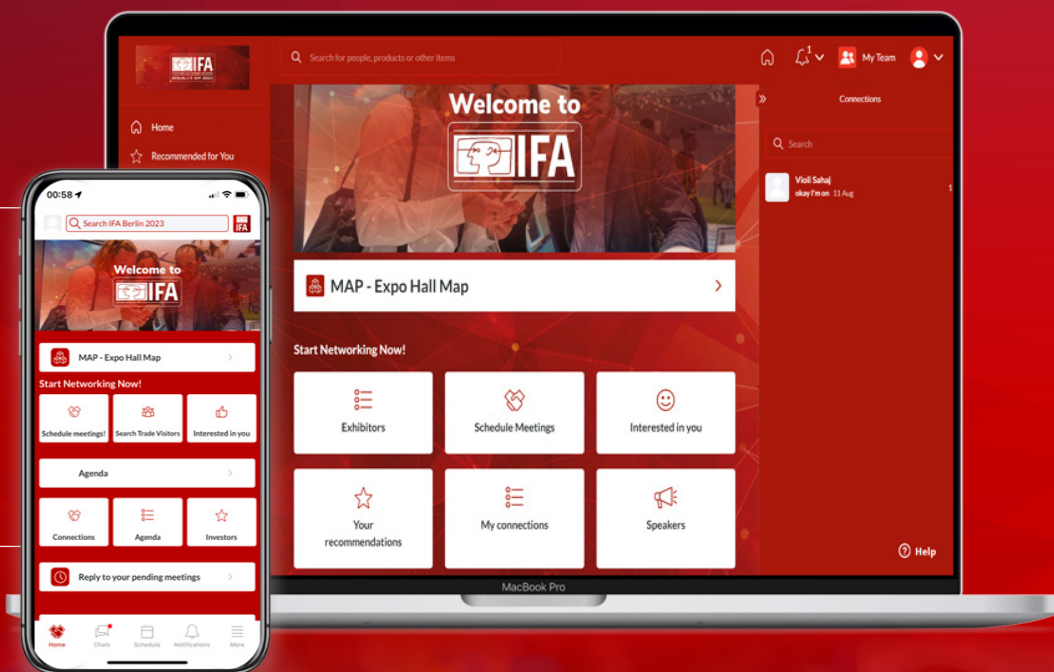 IFA
Search for people, products or other items
1
My Team
Home
Recommended for You
Welcome to
IFA
MAP - Expo Hall Map
Start Networking Now!
Exhibitors
Schedule Meetings
Interested in you
Your
recommendations
My connections
Speakers
Connections
Search
Violi Sahaj
okay I'm on 11 Aug
1
Help
MacBook Pro
00:58
Search IFA Berlin 2023
IFA
Welcome to
IFA
MAP - Expo Hall Map
Start Networking Now!
Schedule meetings!
Search Trade Visitors
Interested in you
Agenda
Connections
Agenda
Investors
Reply to your pending meetings
Home
Chats
Schedule
Notifications
More